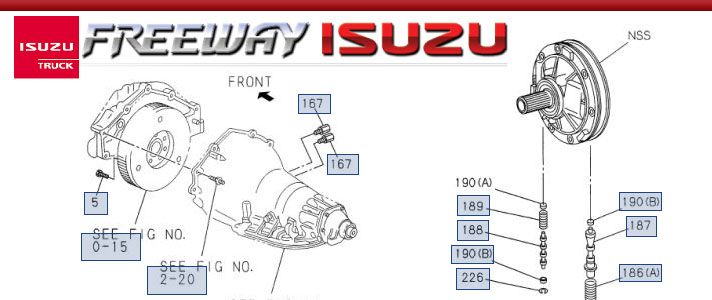 ISUZU
TRUCK
FREEWAY ISUZU
FRONT
167
167
5
SEE FIG NO.
0-15
SEE FIG NO.
2-20
NSS
190(A)
189
188
190(B)
226
190(B)
187
186(A)